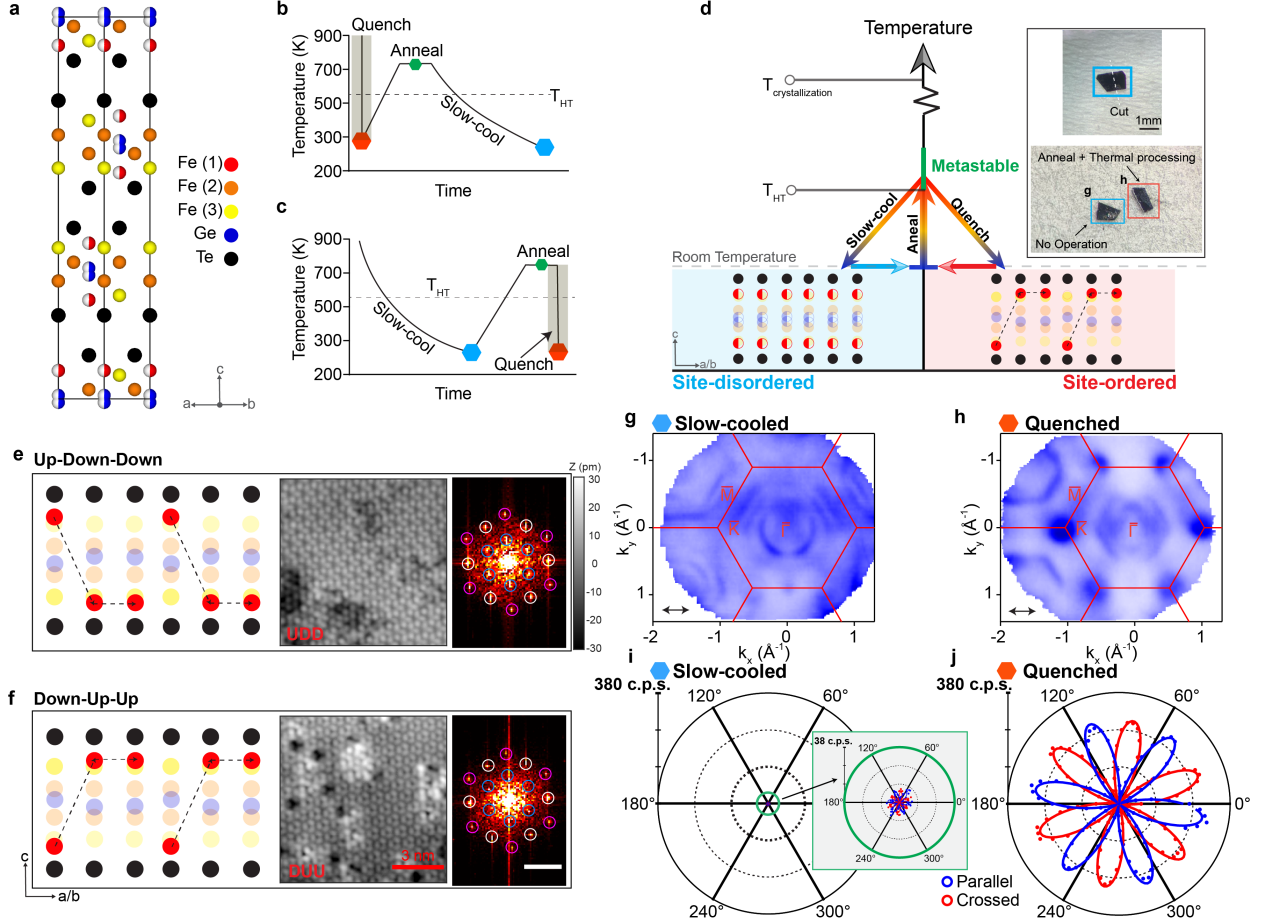 a
Fe (1)
Fe (2)
Fe (3)
Ge
Te
c
a
b
b
Quench
Anneal
Slow-cool
T HT
Temperature (K)
900
700
500
300
200
Time
c
Anneal
T HT
Slow-cool
Quench
Temperature (K)
900
750
600
300
200
Time
d
Temperature
T crystallization
Metastable
T HT
Slow-cool
Aneal
Quench
Room Temperature
c
a/b
Site-disordered
Site-ordered
Cut
1mm
Anneal + Thermal processing
g
h
No Operation
e
Up-Down-Down
UDD
Z (pm)
30
20
10
0
-10
-20
-30
f
Down-Up-Up
DUU
3 nm
c
a/b
g
Slow-cooled
M̅
K̅
Γ̅
k y (Å-1)
-1
0
1
-2
-1
0
1
k x (Å-1)
h
Quenched
M̅
K̅
Γ̅
k y (Å-1)
-1
0
1
-2
-1
0
1
k x (Å-1)
i
Slow-cooled
380 c.p.s.
120°
60°
180°
240°
300°
38 c.p.s.
120°
60°
180°
0°
240°
300°
j
Quenched
380 c.p.s.
120°
60°
180°
0°
240°
300°
Parallel
Crossed